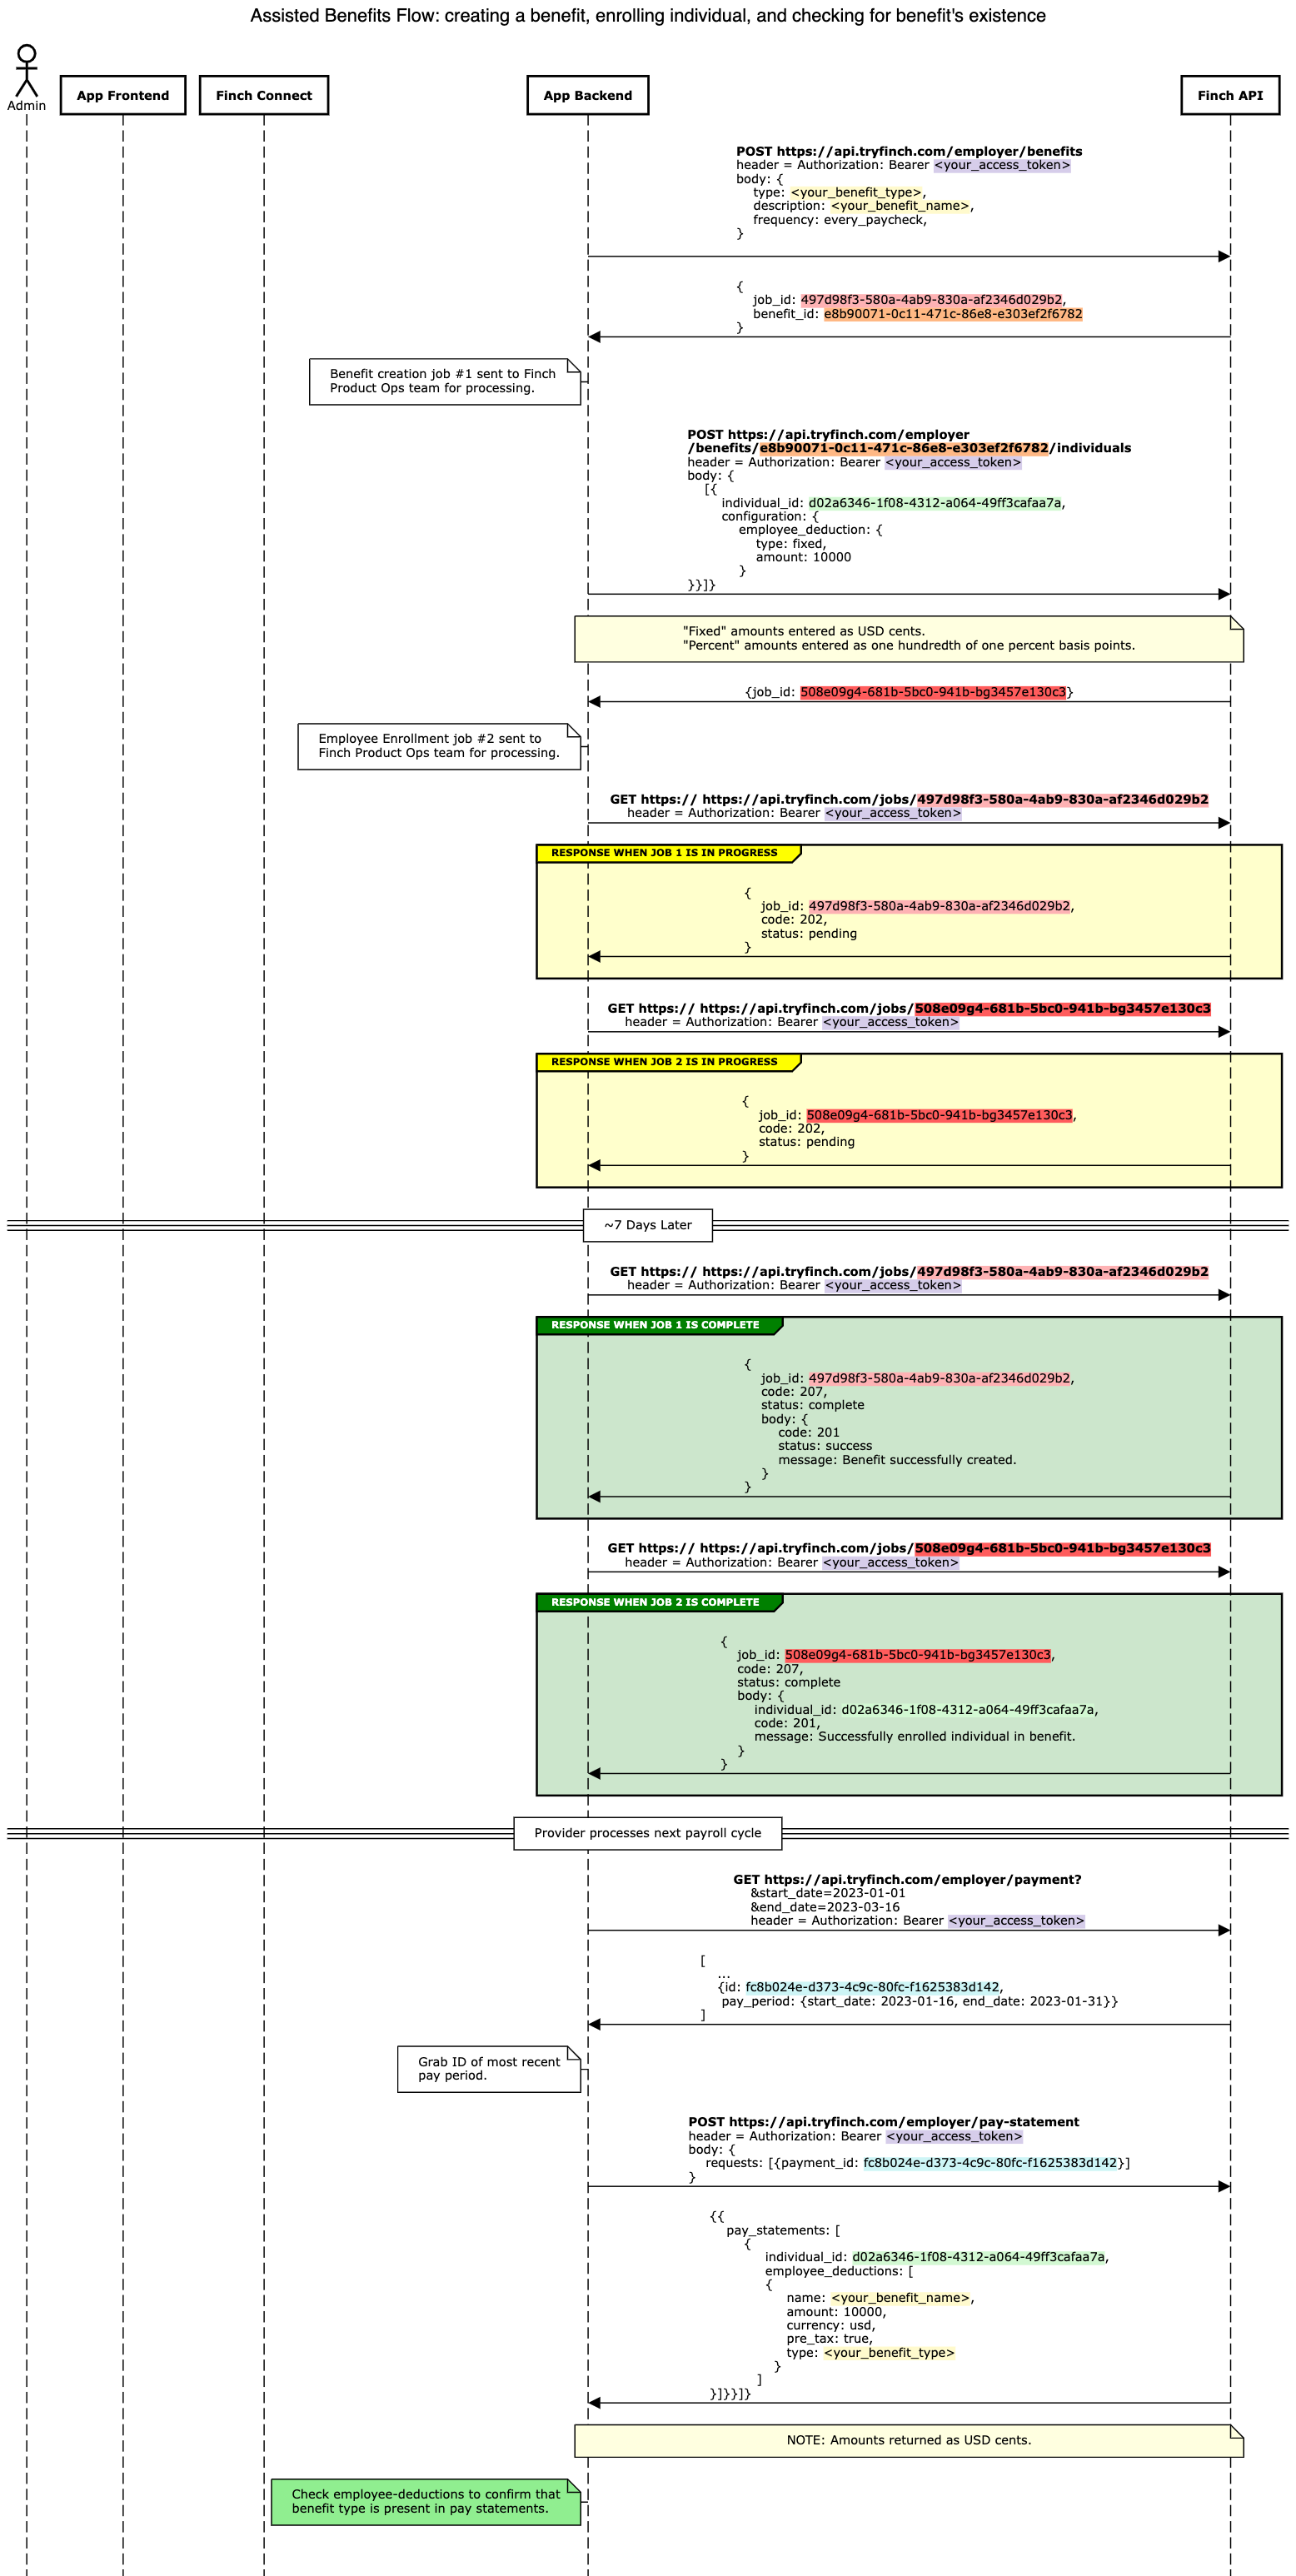 Assisted Benefits Flow: creating a benefit, enrolling individual, and checking for benefit's existence
Admin
App Frontend
Finch Connect
App Backend
Finch API
POST https://api.tryfinch.com/employer/benefits
header = Authorization: Bearer <your_access_token>
body: {
type: <your_benefit_type>,
description: <your_benefit_name>,
frequency: every_paycheck,
}
{
job_id: 497d98f3-580a-4ab9-830a-af2346d029b2,
benefit_id: e8b90071-0c11-471c-86e8-e303ef2f6782
}
Benefit creation job #1 sent to Finch
Product Ops team for processing.
POST https://api.tryfinch.com/employer
/benefits/e8b90071-0c11-471c-86e8-e303ef2f6782/individuals
header = Authorization: Bearer <your_access_token>
body: {
[{
individual_id: d02a6346-1f08-4312-a064-49ff3cafaa7a,
configuration: {
employee_deduction: {
type: fixed,
amount: 10000
}
}}]}
"Fixed" amounts entered as USD cents.
"Percent" amounts entered as one hundredth of one percent basis points.
{job_id: 508e09g4-681b-5bc0-941b-bg3457e130c3}
Employee Enrollment job #2 sent to
Finch Product Ops team for processing.
GET https:// https://api.tryfinch.com/jobs/497d98f3-580a-4ab9-830a-af2346d029b2
header = Authorization: Bearer <your_access_token>
RESPONSE WHEN JOB 1 IS IN PROGRESS
{
job_id: 497d98f3-580a-4ab9-830a-af2346d029b2,
code: 202,
status: pending
}
GET https:// https://api.tryfinch.com/jobs/508e09g4-681b-5bc0-941b-bg3457e130c3
header = Authorization: Bearer <your_access_token>
RESPONSE WHEN JOB 2 IS IN PROGRESS
{
job_id: 508e09g4-681b-5bc0-941b-bg3457e130c3,
code: 202,
status: pending
}
~7 Days Later
GET https:// https://api.tryfinch.com/jobs/497d98f3-580a-4ab9-830a-af2346d029b2
header = Authorization: Bearer <your_access_token>
RESPONSE WHEN JOB 1 IS COMPLETE
{
job_id: 497d98f3-580a-4ab9-830a-af2346d029b2,
code: 207,
status: complete
body: {
code: 201
status: success
message: Benefit successfully created.
}
}
GET https:// https://api.tryfinch.com/jobs/508e09g4-681b-5bc0-941b-bg3457e130c3
header = Authorization: Bearer <your_access_token>
RESPONSE WHEN JOB 2 IS COMPLETE
{
job_id: 508e09g4-681b-5bc0-941b-bg3457e130c3,
code: 207,
status: complete
body: {
individual_id: d02a6346-1f08-4312-a064-49ff3cafaa7a,
code: 201,
message: Successfully enrolled individual in benefit.
}
}
Provider processes next payroll cycle
GET https://api.tryfinch.com/employer/payment?
&start_date=2023-01-01
&end_date=2023-03-16
header = Authorization: Bearer <your_access_token>
[
...
{id: fc8b024e-d373-4c9c-80fc-f1625383d142,
pay_period: {start_date: 2023-01-16, end_date: 2023-01-31}}
]
Grab ID of most recent
pay period.
POST https://api.tryfinch.com/employer/pay-statement
header = Authorization: Bearer <your_access_token>
body: {
requests: [{payment_id: fc8b024e-d373-4c9c-80fc-f1625383d142}]
}
{{
pay_statements: [
{
individual_id: d02a6346-1f08-4312-a064-49ff3cafaa7a,
employee_deductions: [
{
name: <your_benefit_name>,
amount: 10000,
currency: usd,
pre_tax: true,
type: <your_benefit_type>
}
]
}]}}]}
NOTE: Amounts returned as USD cents.
Check employee-deductions to confirm that
benefit type is present in pay statements.